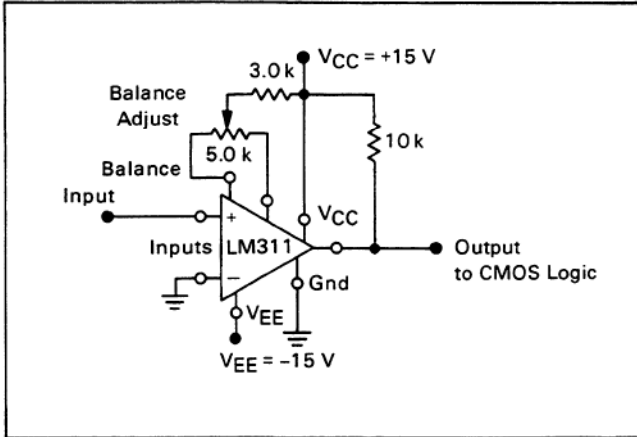 VCC = +15 V
3.0 k
Balance
Adjust
5.0 k
10 k
Balance
Input
+
VCC
Inputs
LM311
Output
to CMOS Logic
−
Gnd
VEE
VEE = –15 V